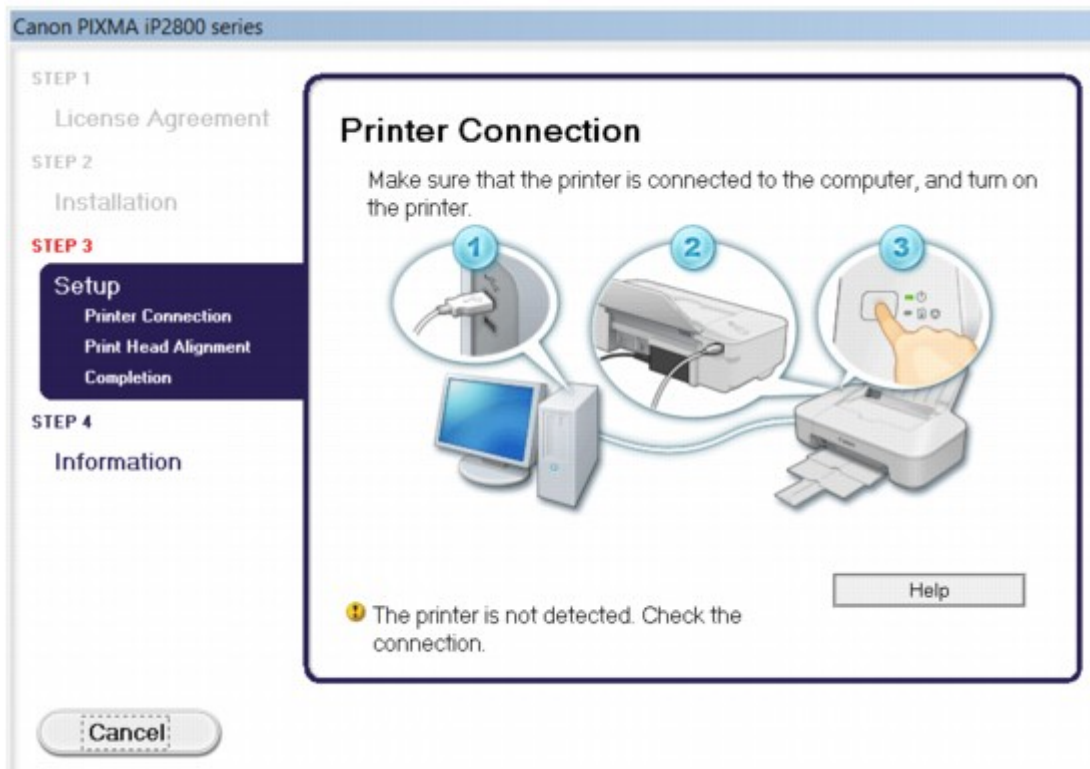 Canon PIXMA iP2800 series
STEP 1
License Agreement
STEP 2
Installation
STEP 3
Setup
Printer Connection
Print Head Alignment
Completion
STEP 4
Information
Printer Connection
Make sure that the printer is connected to the computer, and turn on
the printer.
1
2
3
The printer is not detected. Check the
connection.
Help
Cancel